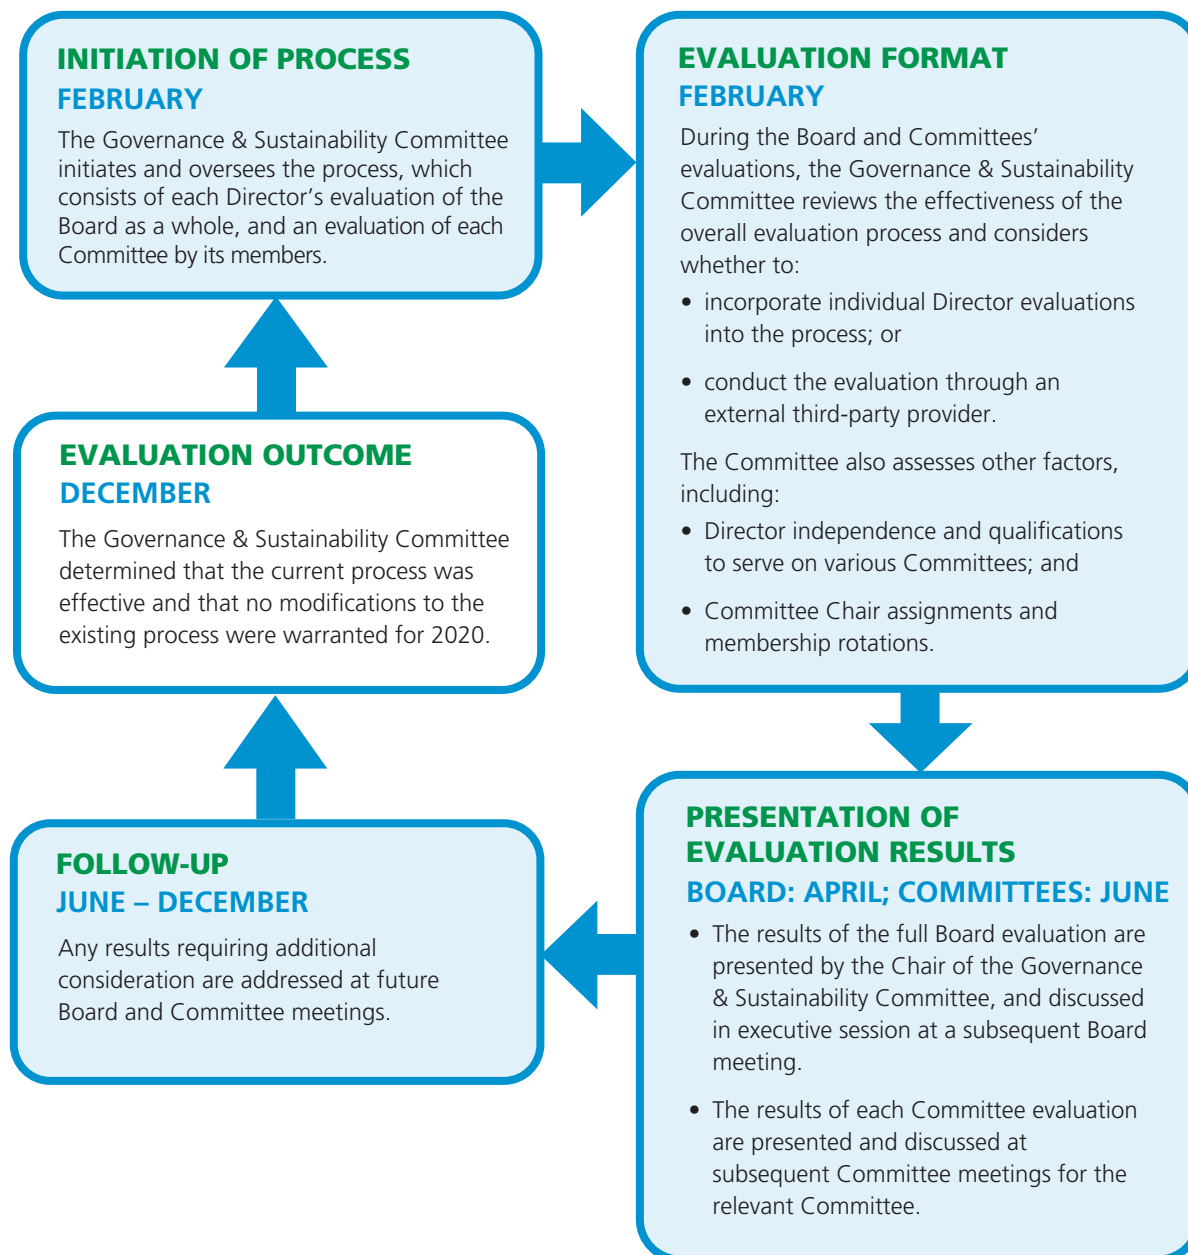 INITIATION OF PROCESS
FEBRUARY
The Governance & Sustainability Committee
initiates and oversees the process, which
consists of each Director’s evaluation of the
Board as a whole, and an evaluation of each
Committee by its members.
EVALUATION FORMAT
FEBRUARY
During the Board and Committees’
evaluations, the Governance & Sustainability
Committee reviews the effectiveness of the
overall evaluation process and considers
whether to:
• incorporate individual Director evaluations
into the process; or
• conduct the evaluation through an
external third-party provider.
The Committee also assesses other factors,
including:
• Director independence and qualifications
to serve on various Committees; and
• Committee Chair assignments and
membership rotations.
PRESENTATION OF
EVALUATION RESULTS
BOARD: APRIL; COMMITTEES: JUNE
• The results of the full Board evaluation are
presented by the Chair of the Governance
& Sustainability Committee, and discussed
in executive session at a subsequent Board
meeting.
• The results of each Committee evaluation
are presented and discussed at
subsequent Committee meetings for the
relevant Committee.
FOLLOW-UP
JUNE – DECEMBER
Any results requiring additional
consideration are addressed at future
Board and Committee meetings.
EVALUATION OUTCOME
DECEMBER
The Governance & Sustainability Committee
determined that the current process was
effective and that no modifications to the
existing process were warranted for 2020.